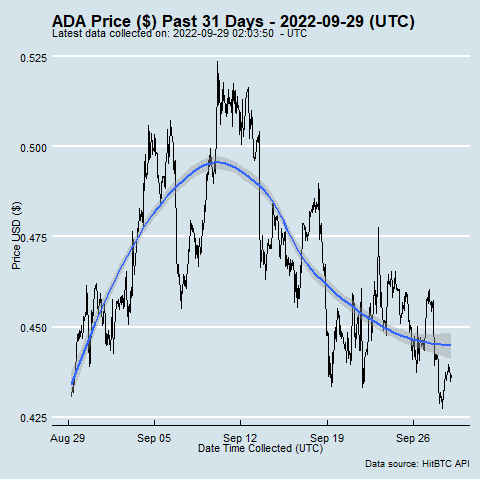 ADA Price ($) Past 31 Days - 2022-09-29 (UTC)
Latest data collected on: 2022-09-29 02:03:50  - UTC
0.525
0.500
0.475
0.450
0.425
Price USD ($)
Aug 29 Sep 05 Sep 12 Sep 19 Sep 26
Date Time Collected (UTC)
Data source: HitBTC API